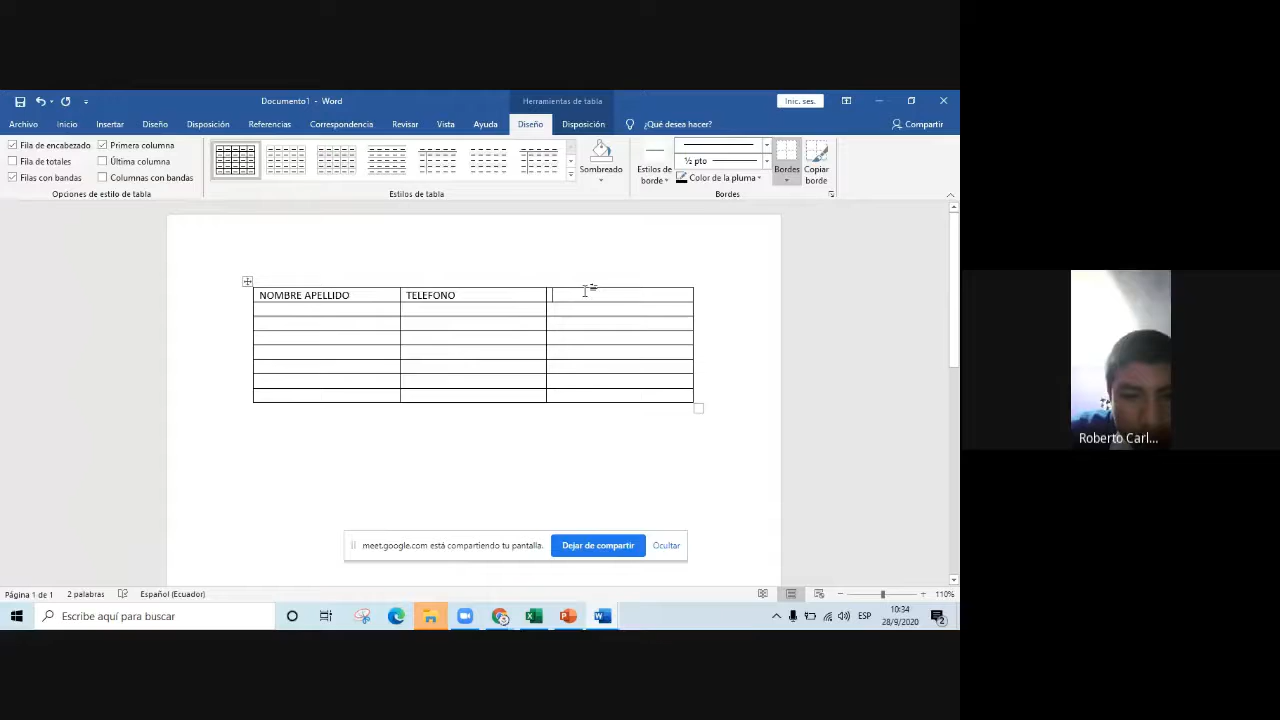 Documento1 - Word
Herramientas de tabla
Inic. ses.
Archivo Inicio Insertar Diseño Disposición Referencias Correspondencia Revisar Vista Ayuda Diseño Disposición ¿Qué desea hacer? Compartir
Fila de encabezado Primera columna
Fila de totales Última columna
Filas con bandas Columnas con bandas
Opciones de estilo de tabla
Estilos de tabla
Sombreado
Estilos de borde
½ pto
Color de la pluma
Bordes
Copiar borde
Bordes
NOMBRE APELLIDO TELEFONO
Roberto Carl...
meet.google.com está compartiendo tu pantalla. Dejar de compartir Ocultar
Página 1 de 1 2 palabras Español (Ecuador) 110%
Escribe aquí para buscar
ESP
10:34
28/9/2020
2